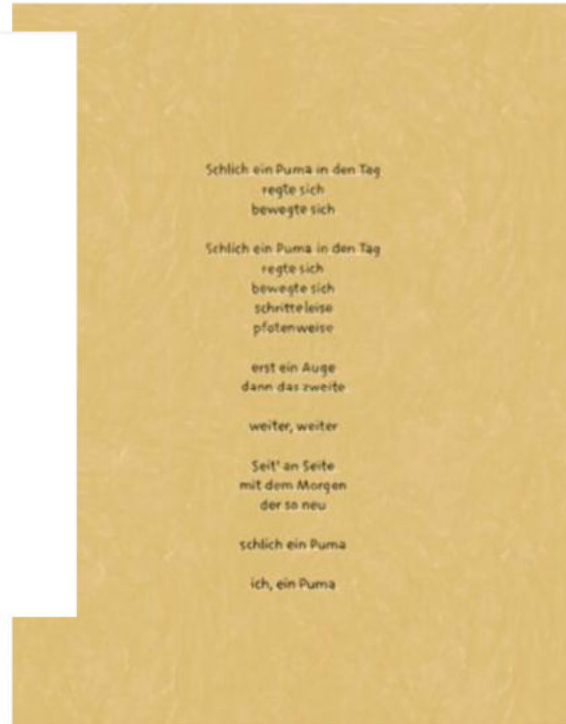 Schlich ein Puma in den Tag
regte sich
bewegte sich
Schlich ein Puma in den Tag
regte sich
bewegte sich
schritteleise
pfotenweise
erst ein Auge
dann das zweite
weiter, weiter
Seit' an Seite
mit dem Morgen
der so neu
schlich ein Puma
ich, ein Puma